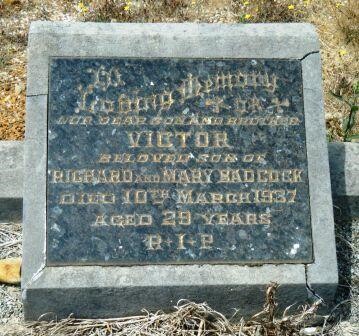 In
Loving Memory
OF
OUR DEAR SON AND BROTHER
VICTOR
BELOVED SON OF
RICHARD AND MARY BADCOCK
DIED 10TH MARCH 1937
AGED 29 YEARS
R·I·P